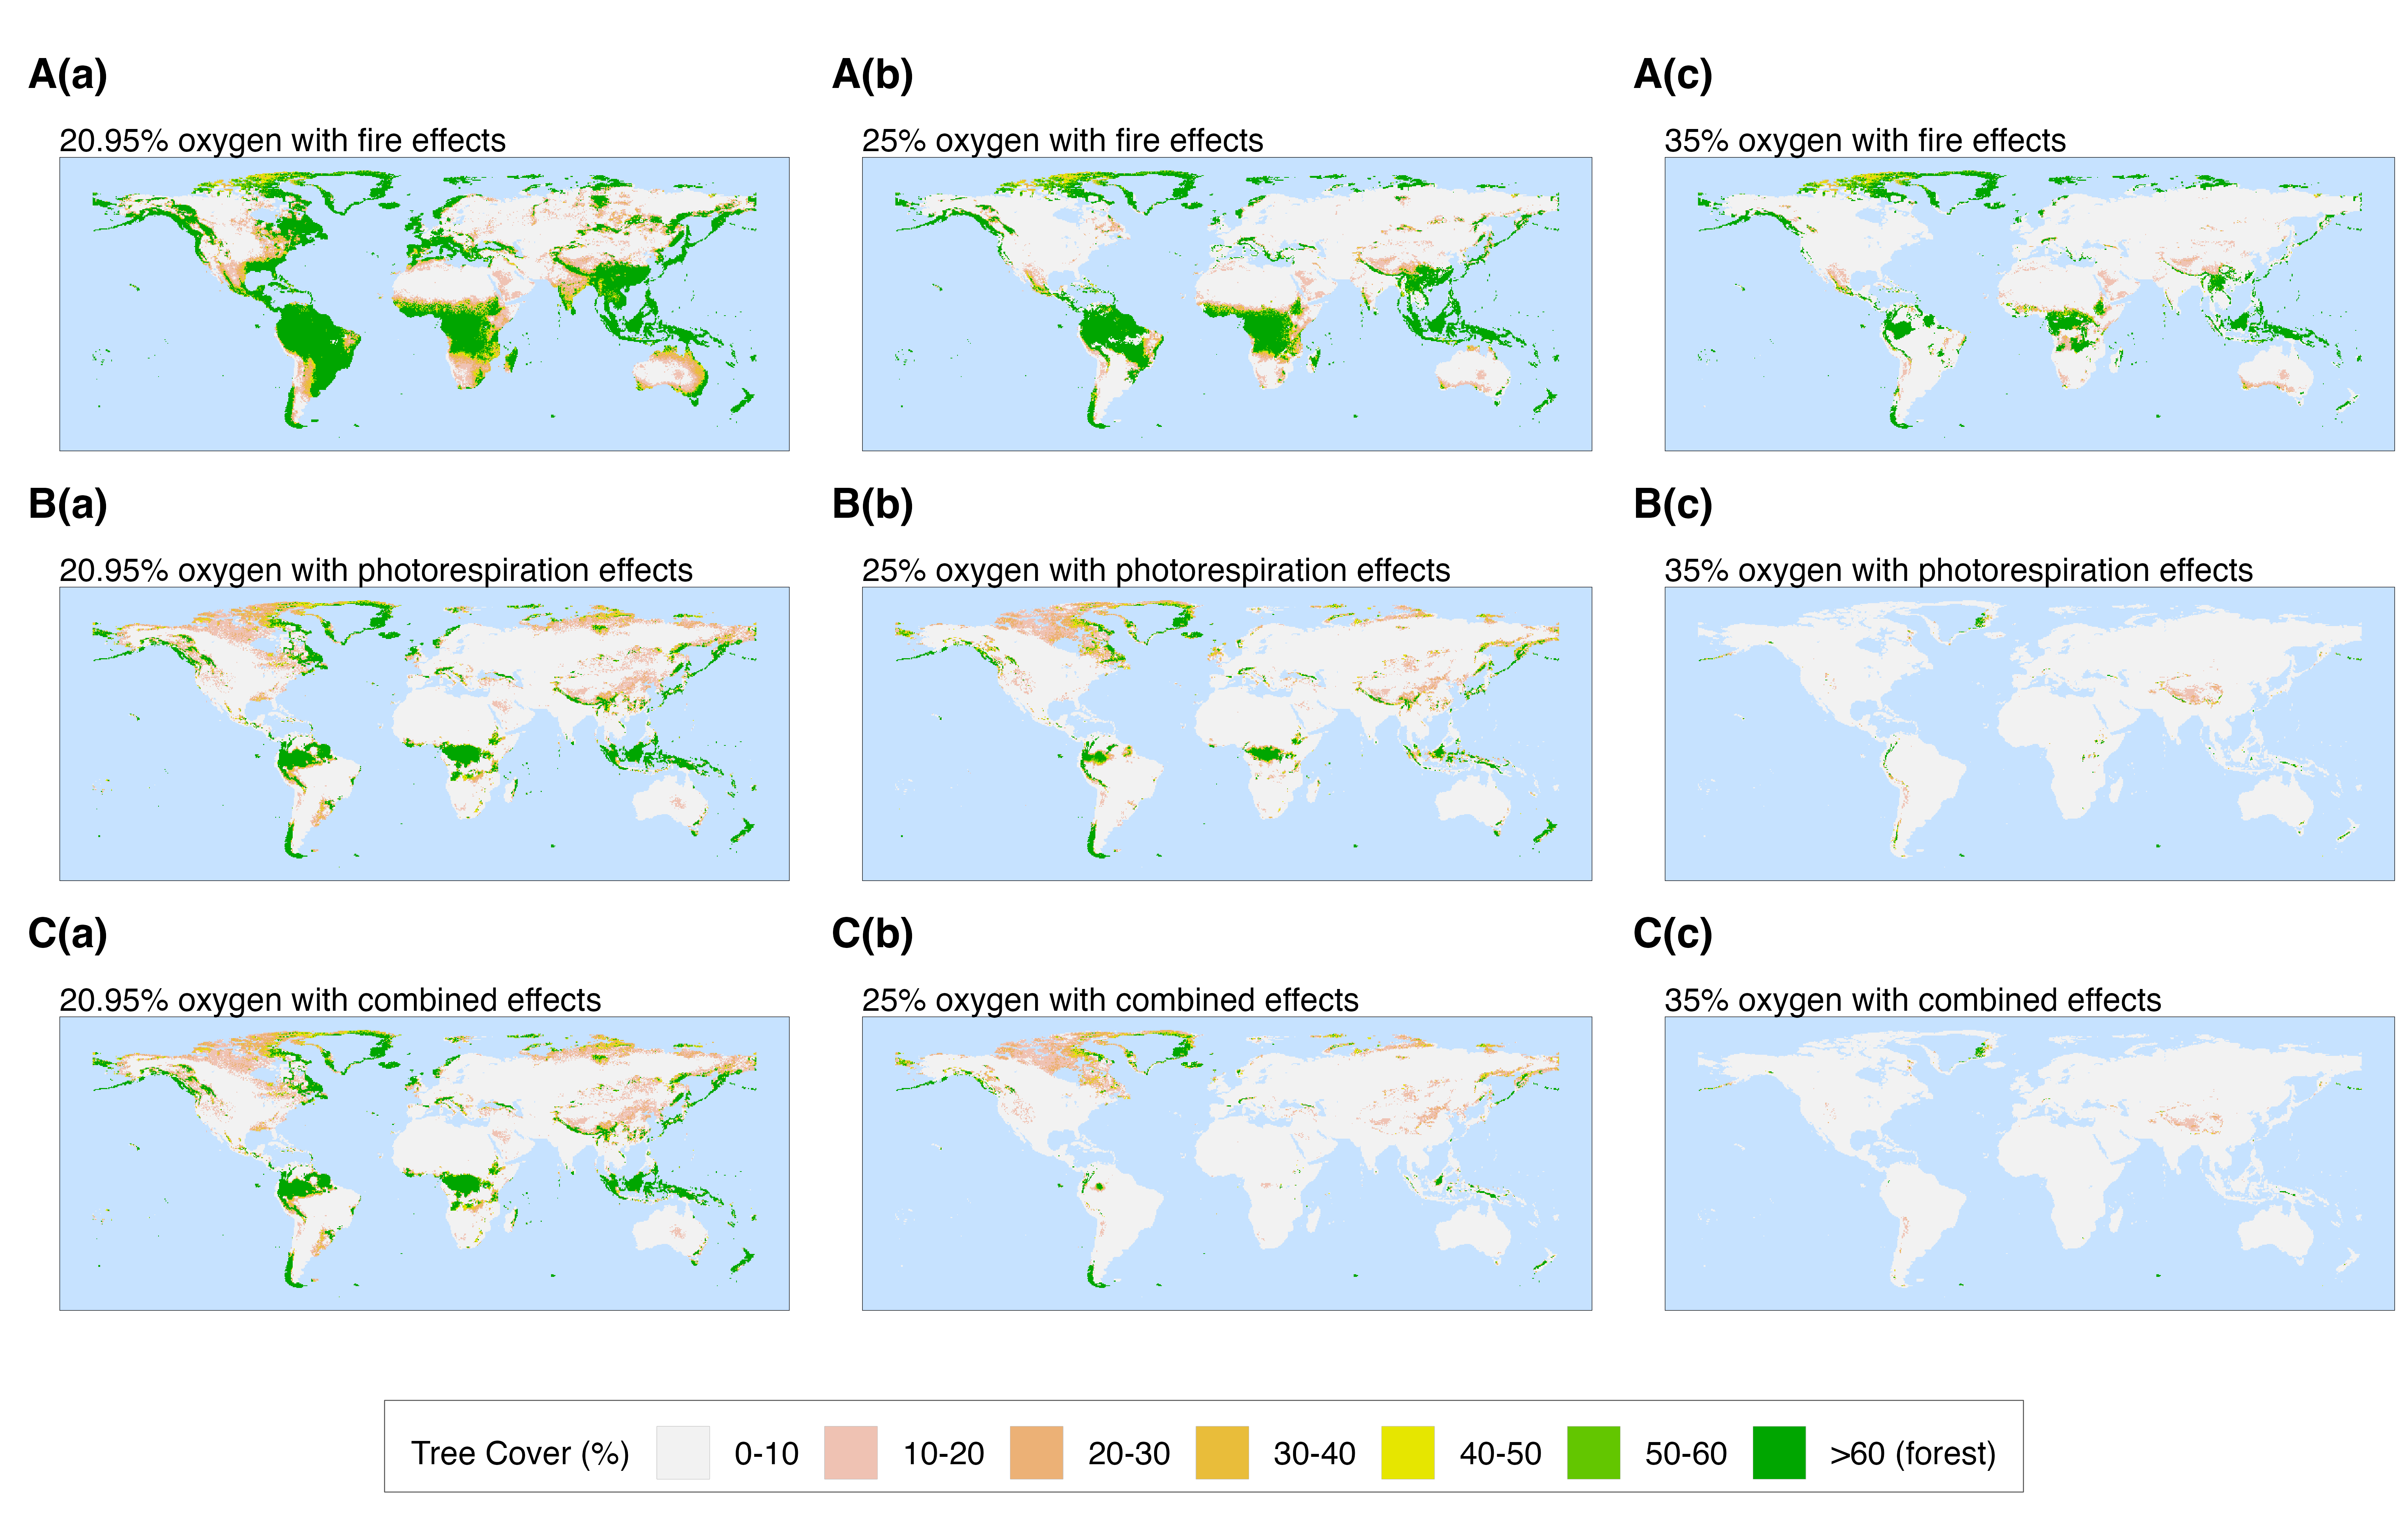 A(a)
A(b)
A(c)
20.95% oxygen with fire effects
25% oxygen with fire effects
35% oxygen with fire effects
B(a)
B(b)
B(c)
20.95% oxygen with photorespiration effects
25% oxygen with photorespiration effects
35% oxygen with photorespiration effects
C(a)
C(b)
C(c)
20.95% oxygen with combined effects
25% oxygen with combined effects
35% oxygen with combined effects
Tree Cover (%) 0-10 10-20 20-30 30-40 40-50 50-60 >60 (forest)